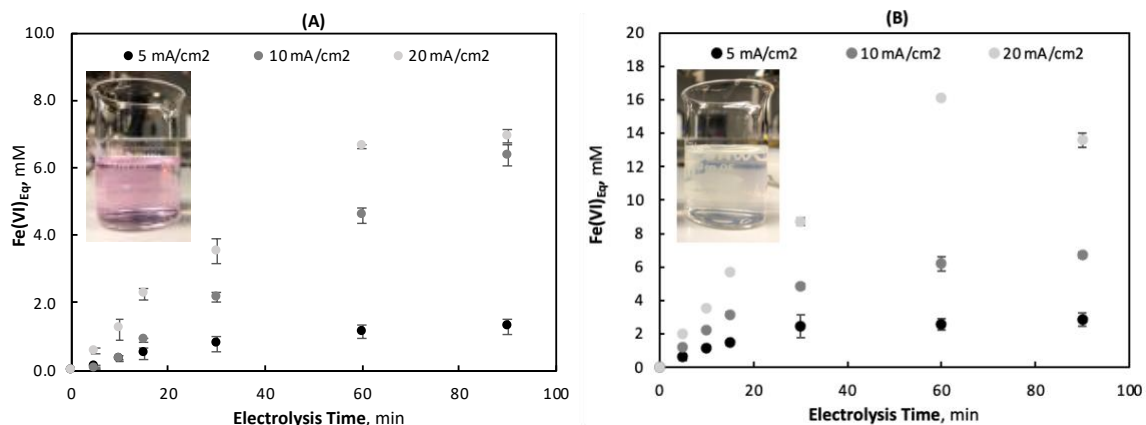 (A)
10.0
8.0
6.0
4.0
2.0
0.0
0 20 40 60 80 100
5 mA/cm2 10 mA/cm2 20 mA/cm2
Fe(VI)Eq, mM
Electrolysis Time, min
(B)
20
18
16
14
12
10
8
6
4
2
0
0 20 40 60 80 100
5 mA/cm2 10 mA/cm2 20 mA/cm2
Fe(VI)Eq, mM
Electrolysis Time, min